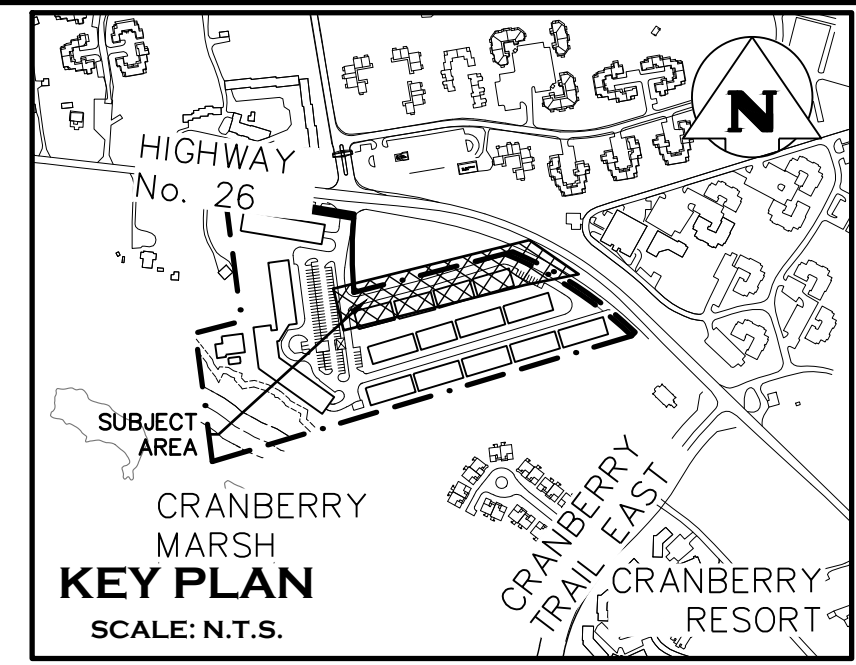 HIGHWAY
No. 26
N
SUBJECT
AREA
CRANBERRY
MARSH
KEY PLAN
SCALE: N.T.S.
CRANBERRY
TRAIL EAST
CRANBERRY
RESORT